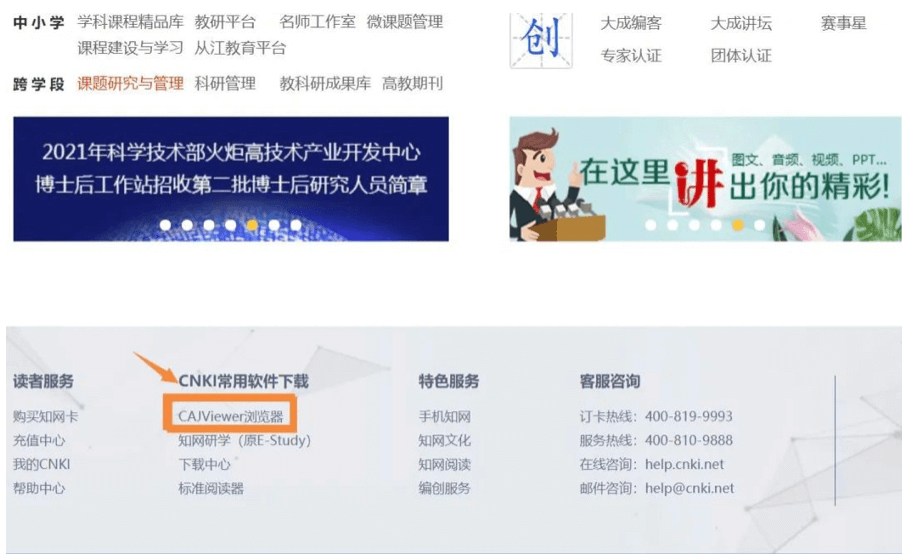 中小学 学科课程精品库 教研平台 名师工作室 微课题管理
课程建设与学习 从江教育平台
跨学段 课题研究与管理 科研管理 教科研成果库 高教期刊
创
大成编客 大成讲坛 赛事星
专家认证 团体认证
2021年科学技术部火炬高技术产业开发中心
博士后工作站招收第二批博士后研究人员简章
在这里讲出你的精彩!
图文、音频、视频、PPT...
读者服务
购买知网卡
充值中心
我的CNKI
帮助中心
CNKI常用软件下载
CAJViewer浏览器
知网研学（原E-Study）
下载中心
标准阅读器
特色服务
手机知网
知网文化
知网阅读
编创服务
客服咨询
订卡热线：400-819-9993
服务热线：400-810-9888
在线咨询：help.cnki.net
邮件咨询：help@cnki.net